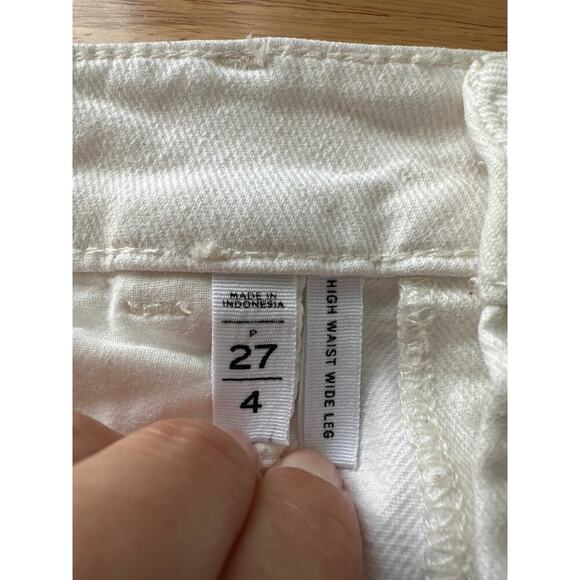 MADE IN
INDONESIA
P
27
4
HIGH WAIST WIDE LEG